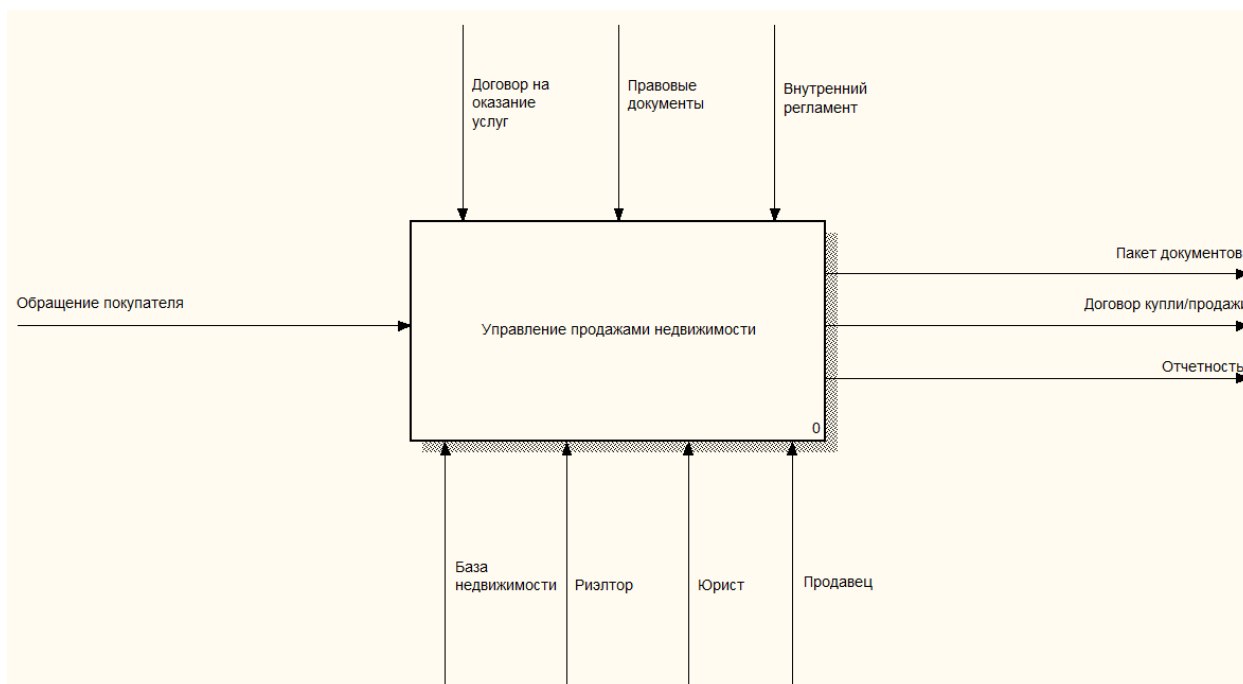 Договор на
оказание
услуг
Правовые
документы
Внутренний
регламент
Обращение покупателя
Управление продажами недвижимости
0
Пакет документов
Договор купли/продажи
Отчетность
База
недвижимости
Риэлтор
Юрист
Продавец